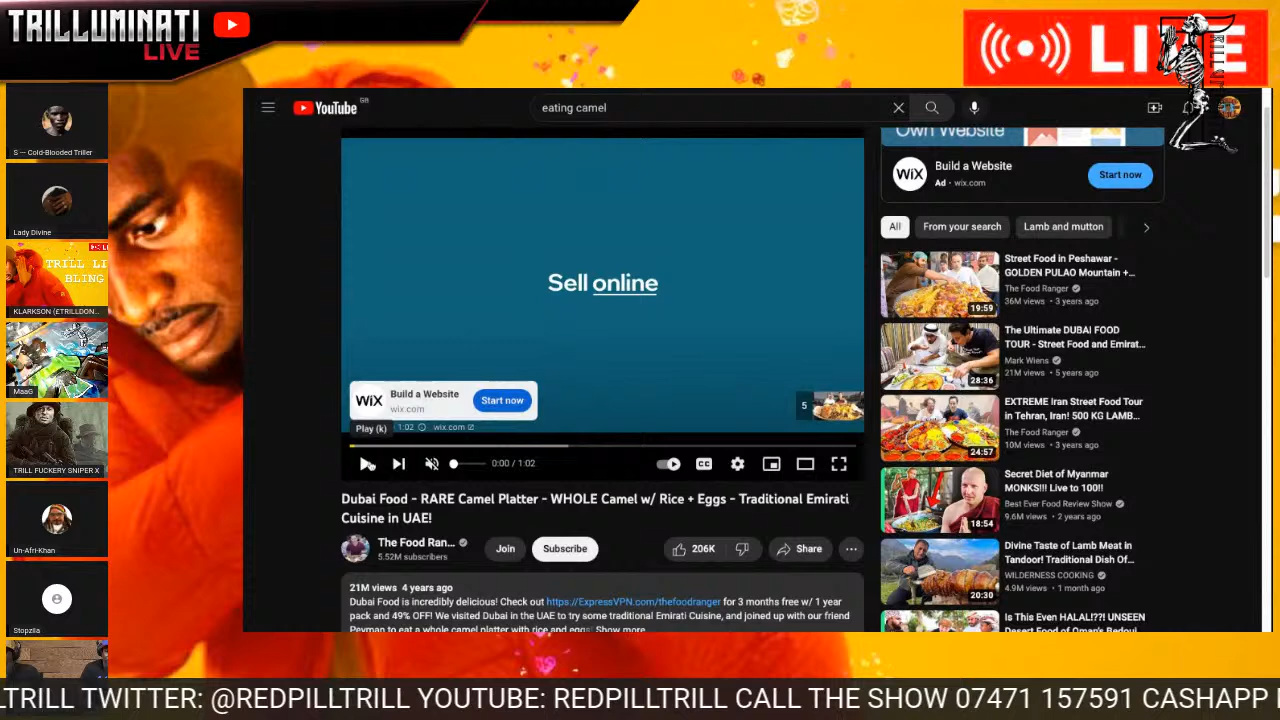 TRILLUMINATI
LIVE
LIVE
S --- Cold-Blooded Triller
Lady Divine
TRILL LI
BLING
KLARKSON (£TRILLDON...
MaaG
TRILL FUCKERY SNIPER X
Un-Afri-Khan
Stopzilla
YouTube GB
eating camel
Sell online
WiX
Build a Website
wix.com
Start now
5
Play (k)
1:02
wix.com
0:00 / 1:02
CC
Dubai Food - RARE Camel Platter - WHOLE Camel w/ Rice + Eggs - Traditional Emirati
Cuisine in UAE!
The Food Ran...
5.52M subscribers
Join
Subscribe
206K
Share
21M views 4 years ago
Dubai Food is incredibly delicious! Check out https://ExpressVPN.com/thefoodranger for 3 months free w/ 1 year
pack and 49% OFF! We visited Dubai in the UAE to try some traditional Emirati Cuisine, and joined up with our friend
Peyman to eat a whole camel platter with rice and eggs! Show more
Own Website
WiX
Build a Website
Ad • wix.com
Start now
All
From your search
Lamb and mutton
Street Food in Peshawar -
GOLDEN PULAO Mountain +...
The Food Ranger
36M views • 3 years ago
19:59
The Ultimate DUBAI FOOD
TOUR - Street Food and Emirat...
Mark Wiens
21M views • 5 years ago
28:36
EXTREME Iran Street Food Tour
in Tehran, Iran! 500 KG LAMB...
The Food Ranger
10M views • 3 years ago
24:57
Secret Diet of Myanmar
MONKS!!! Live to 100!!
Best Ever Food Review Show
9.6M views • 2 years ago
18:54
Divine Taste of Lamb Meat in
Tandoor! Traditional Dish Of...
WILDERNESS COOKING
4.9M views • 1 month ago
20:30
Is This Even HALAL!??! UNSEEN
Desert Food of Oman's Bedoui
LTRILL TWITTER: @REDPILLTRILL YOUTUBE: REDPILLTRILL CALL THE SHOW 07471 157591 CASHAPP